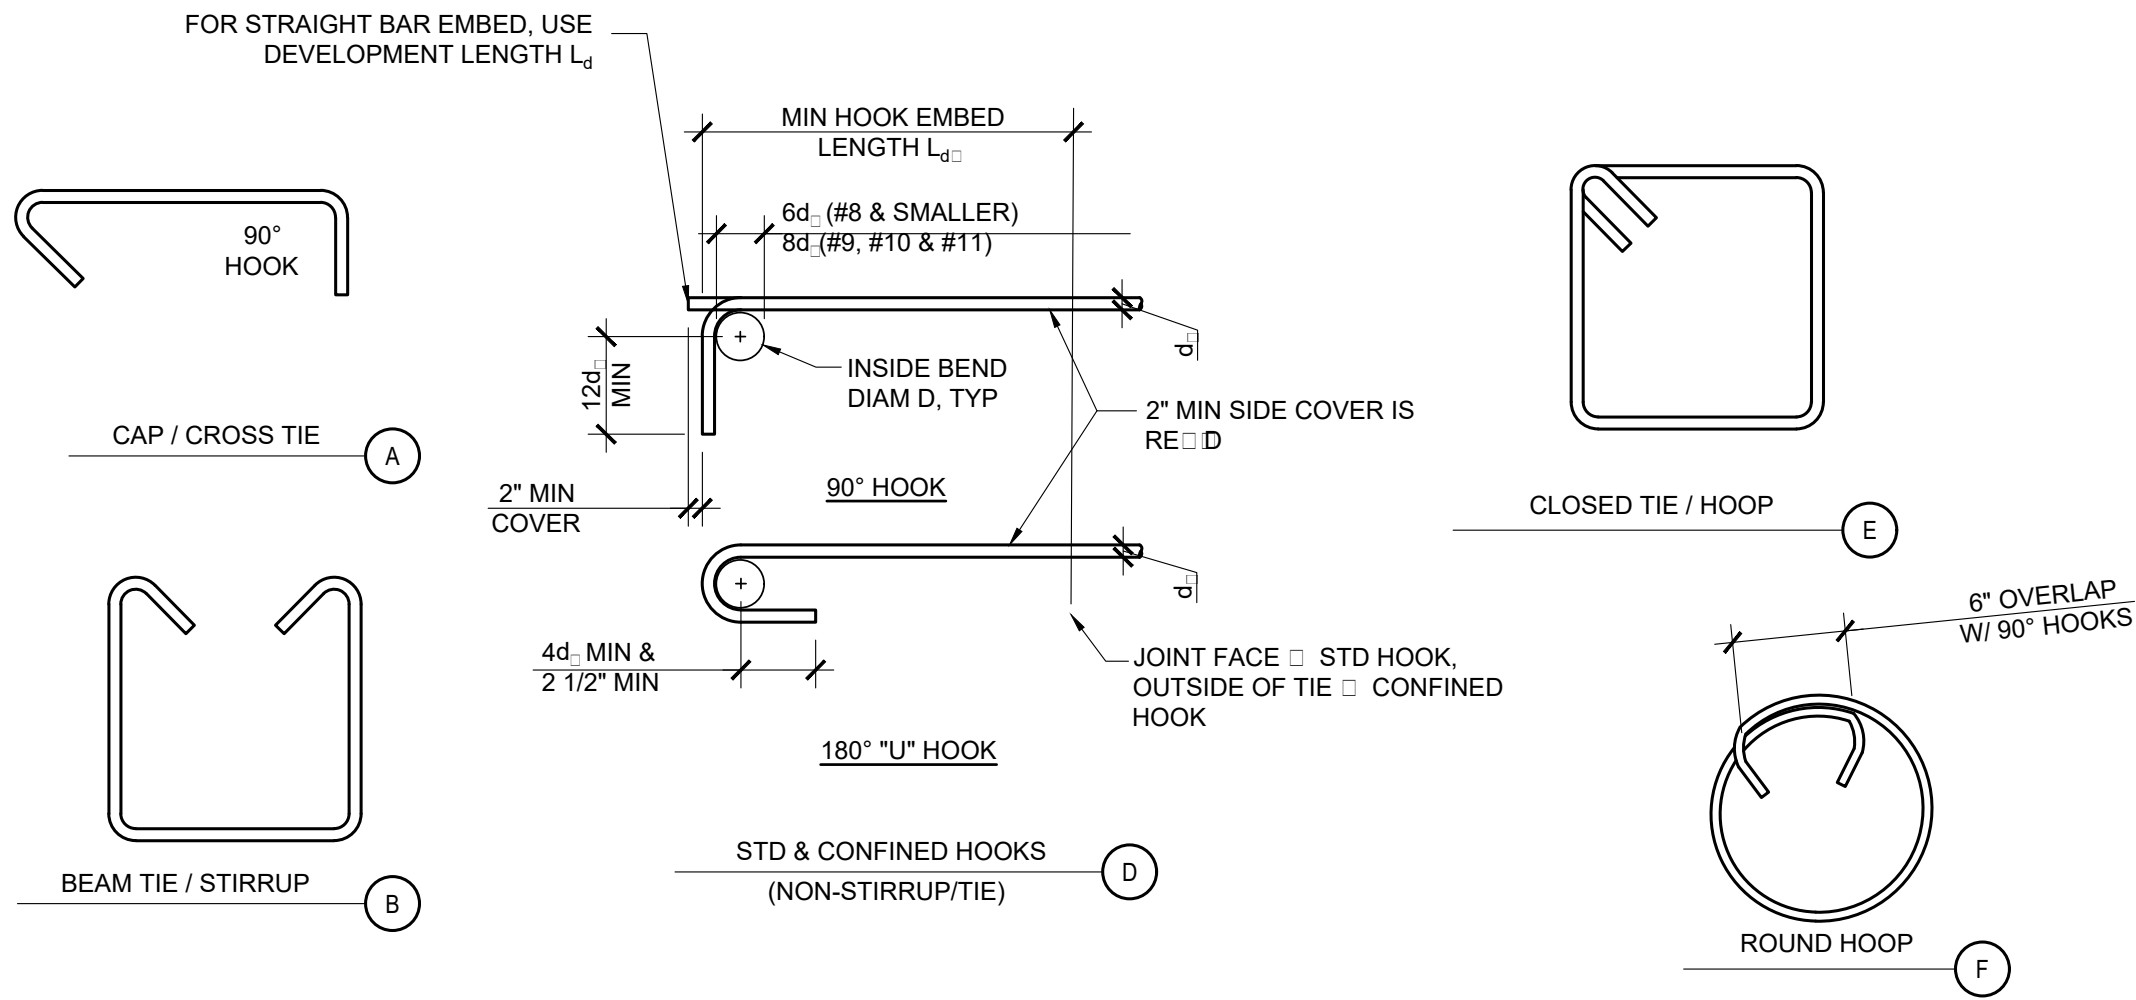 FOR STRAIGHT BAR EMBED, USE
DEVELOPMENT LENGTH Ld
MIN HOOK EMBED
LENGTH Ld□
6d□ (#8 & SMALLER)
8d□(#9, #10 & #11)
90°
HOOK
12d□
MIN
INSIDE BEND
DIAM D, TYP
d□
2" MIN SIDE COVER IS
RE□□D
CAP / CROSS TIE
A
2" MIN
COVER
90° HOOK
CLOSED TIE / HOOP
E
d□
6" OVERLAP
W/ 90° HOOKS
4d□ MIN &
2 1/2" MIN
JOINT FACE □ STD HOOK,
OUTSIDE OF TIE □ CONFINED
HOOK
180° "U" HOOK
STD & CONFINED HOOKS
(NON-STIRRUP/TIE)
D
BEAM TIE / STIRRUP
B
ROUND HOOP
F